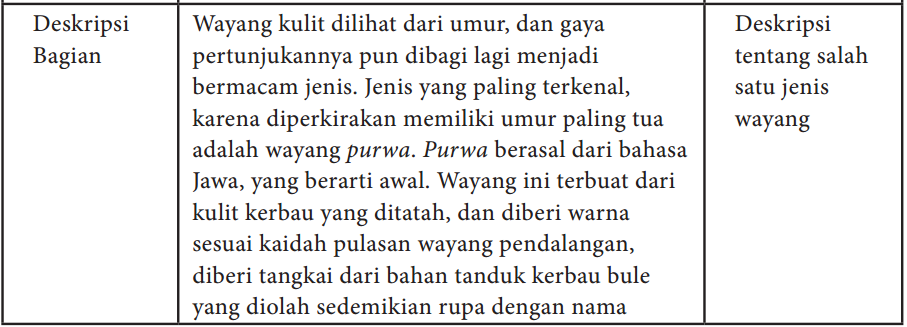 Deskripsi Bagian
Wayang kulit dilihat dari umur, dan gaya
pertunjukannya pun dibagi lagi menjadi
bermacam jenis. Jenis yang paling terkenal,
karena diperkirakan memiliki umur paling tua
adalah wayang purwa. Purwa berasal dari bahasa
Jawa, yang berarti awal. Wayang ini terbuat dari
kulit kerbau yang ditatah, dan diberi warna
sesuai kaidah pulasan wayang pendalangan,
diberi tangkai dari bahan tanduk kerbau bule
yang diolah sedemikian rupa dengan nama
Deskripsi
tentang salah
satu jenis
wayang